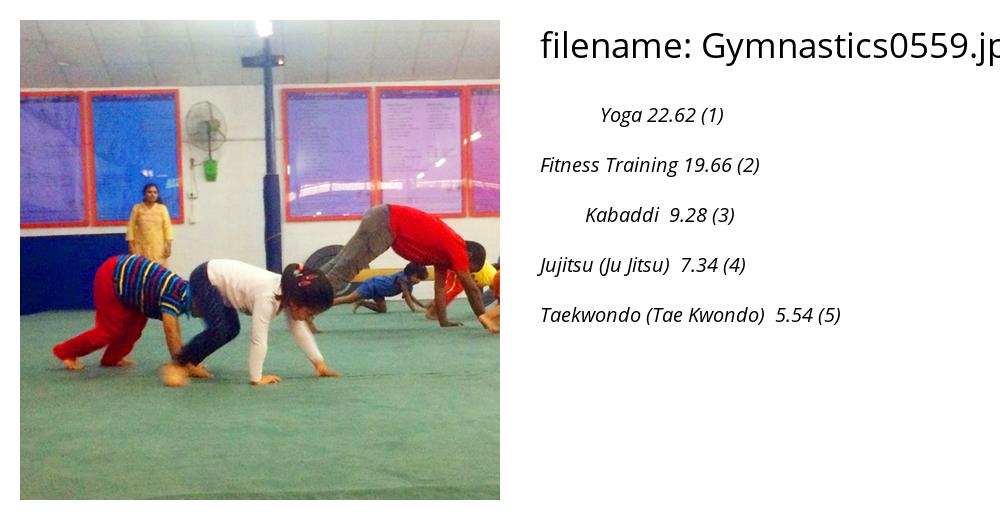 filename: Gymnastics0559.jp
Yoga 22.62 (1)
Fitness Training 19.66 (2)
Kabaddi 9.28 (3)
Jujitsu (Ju Jitsu) 7.34 (4)
Taekwondo (Tae Kwondo) 5.54 (5)